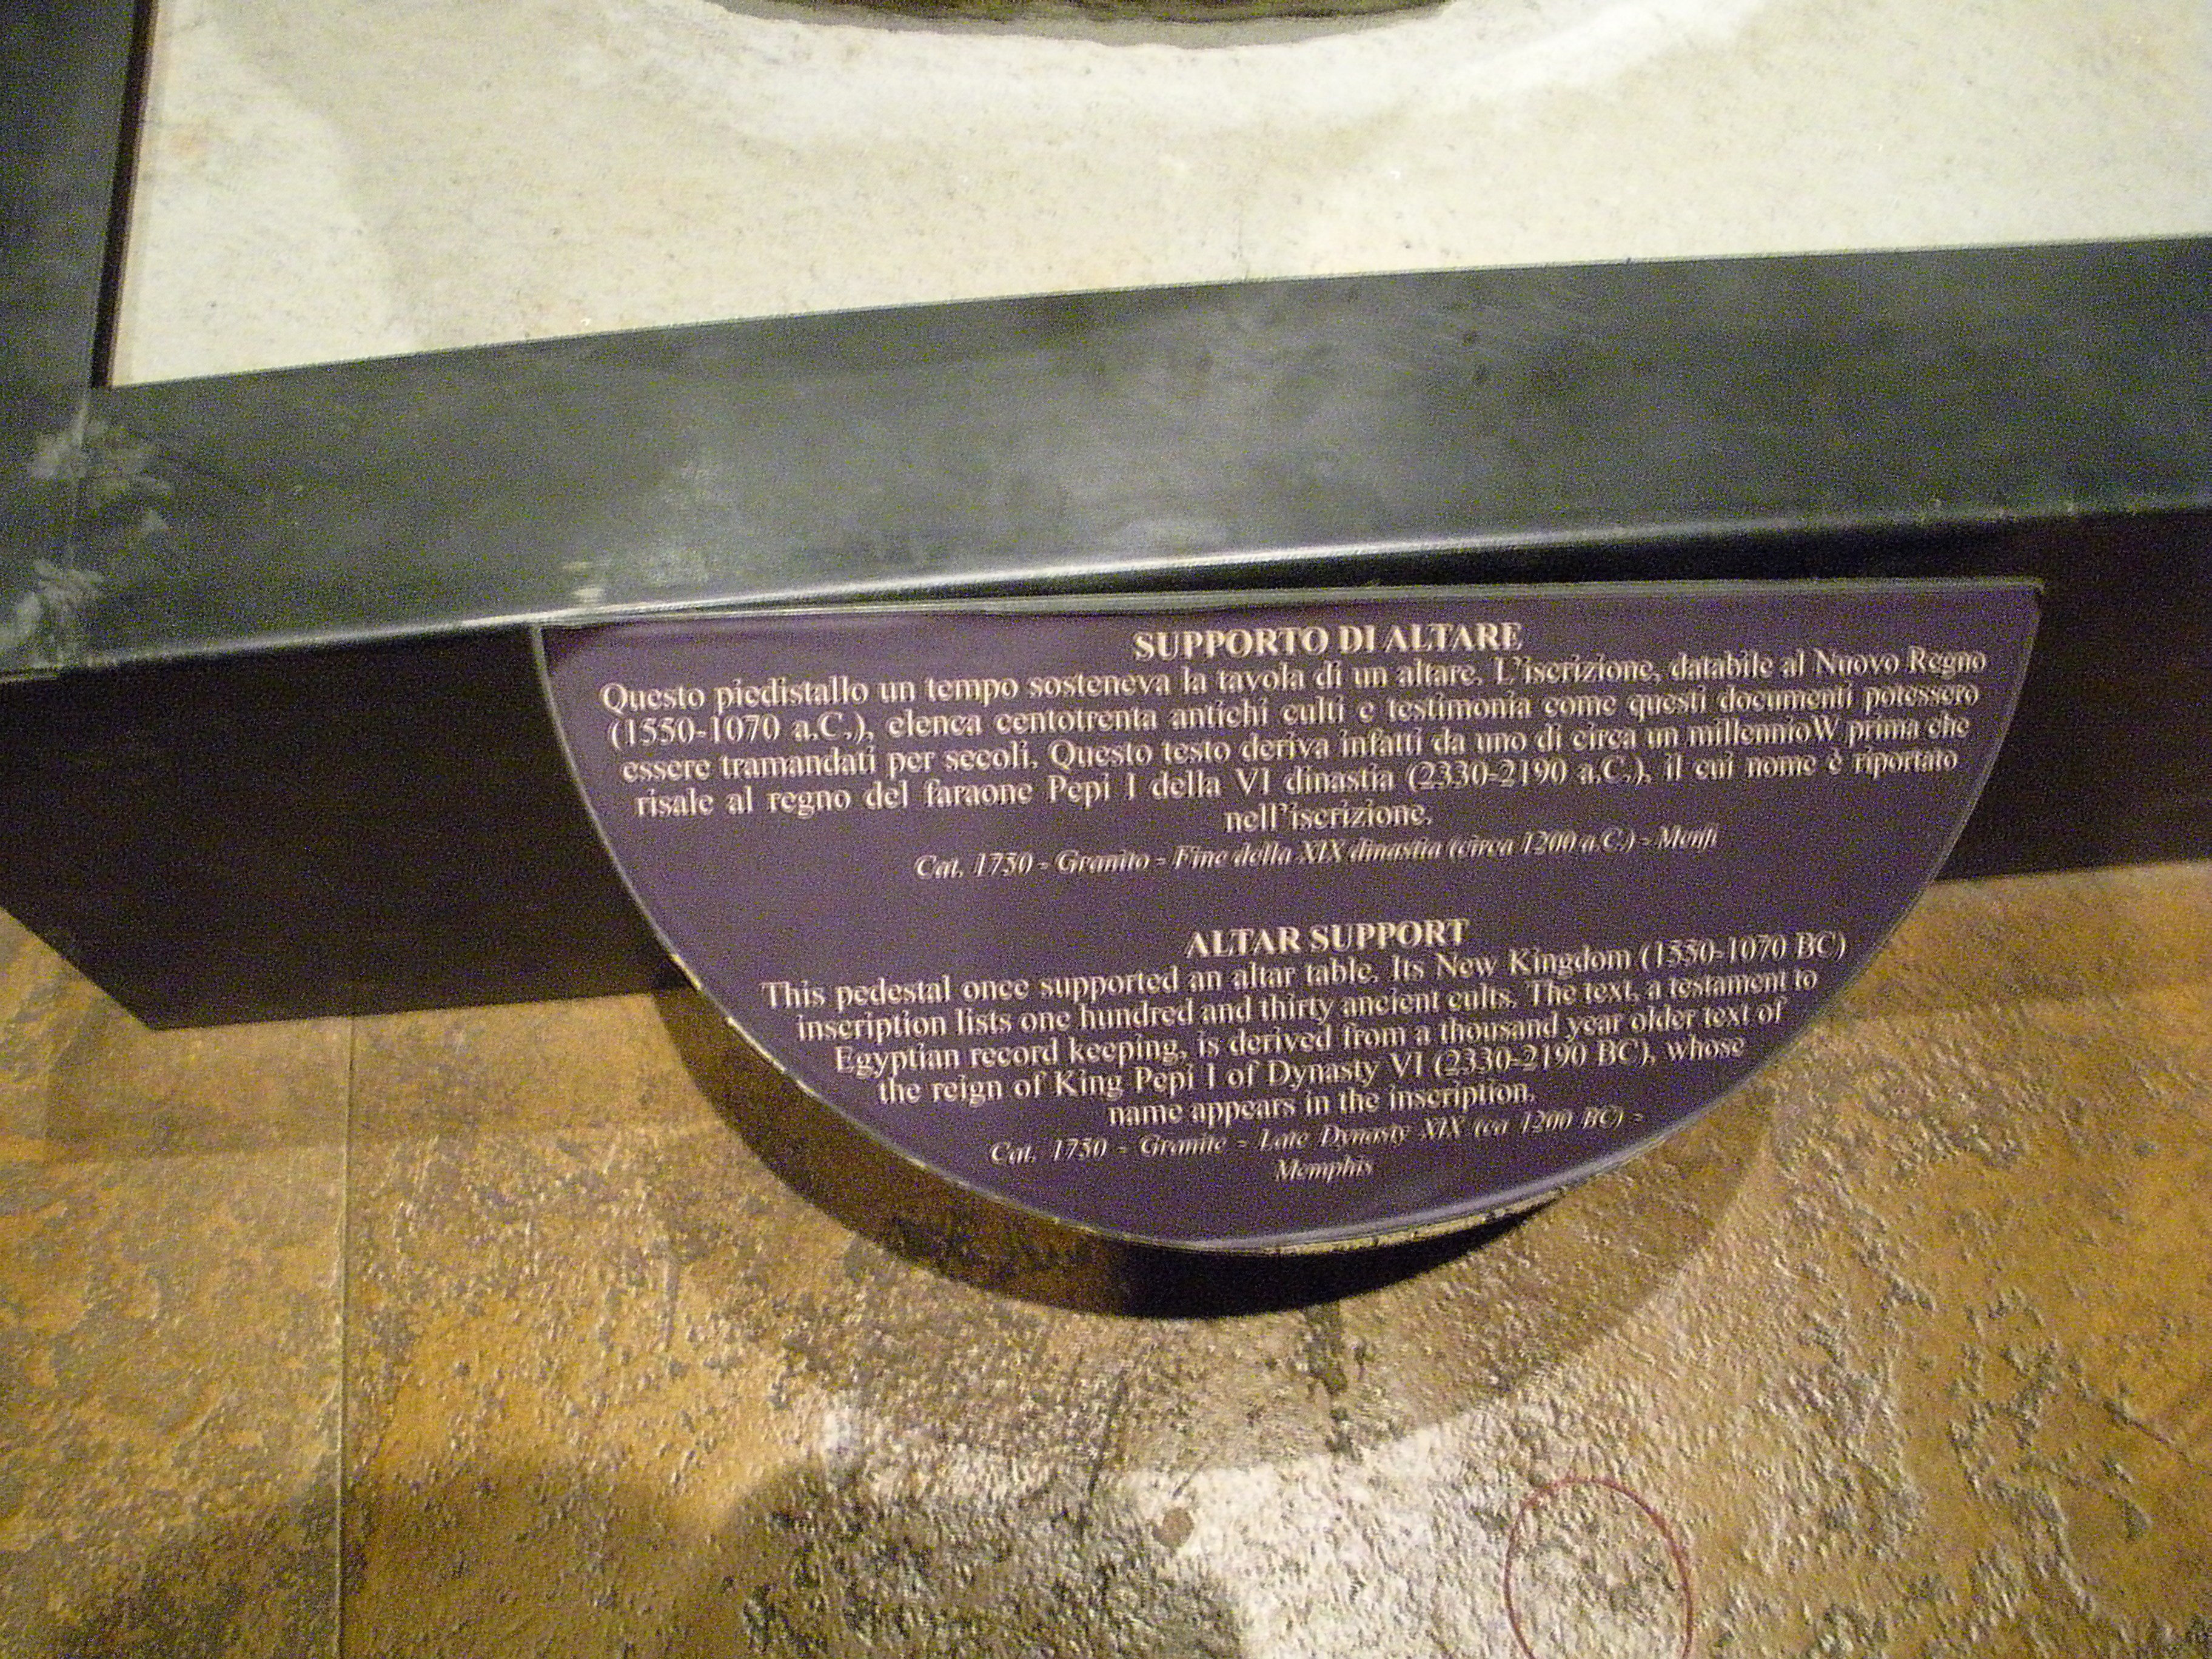 SUPPORTO DI ALTARE
Questo piedistallo un tempo sosteneva la tavola di un altare. L'iscrizione, databile al Nuovo Regno
(1550-1070 a.C.), elenca centotrenta antichi culti e testimonia come questi documenti potessero
essere tramandati per secoli. Questo testo deriva infatti da uno di circa un millennioW prima che
risale al regno del faraone Pepi I della VI dinastia (2330-2190 a.C.), il cui nome è riportato
nell'iscrizione.
Cat. 1750 - Granito - Fine della XIX dinastia (circa 1200 a.C.) - Menfi
ALTAR SUPPORT
This pedestal once supported an altar table. Its New Kingdom (1550-1070 BC)
inscription lists one hundred and thirty ancient cults. The text, a testament to
Egyptian record keeping, is derived from a thousand year older text of
the reign of King Pepi I of Dynasty VI (2330-2190 BC), whose
name appears in the inscription.
Cat. 1750 - Granite - Late Dynasty XIX (ca 1200 BC) -
Memphis